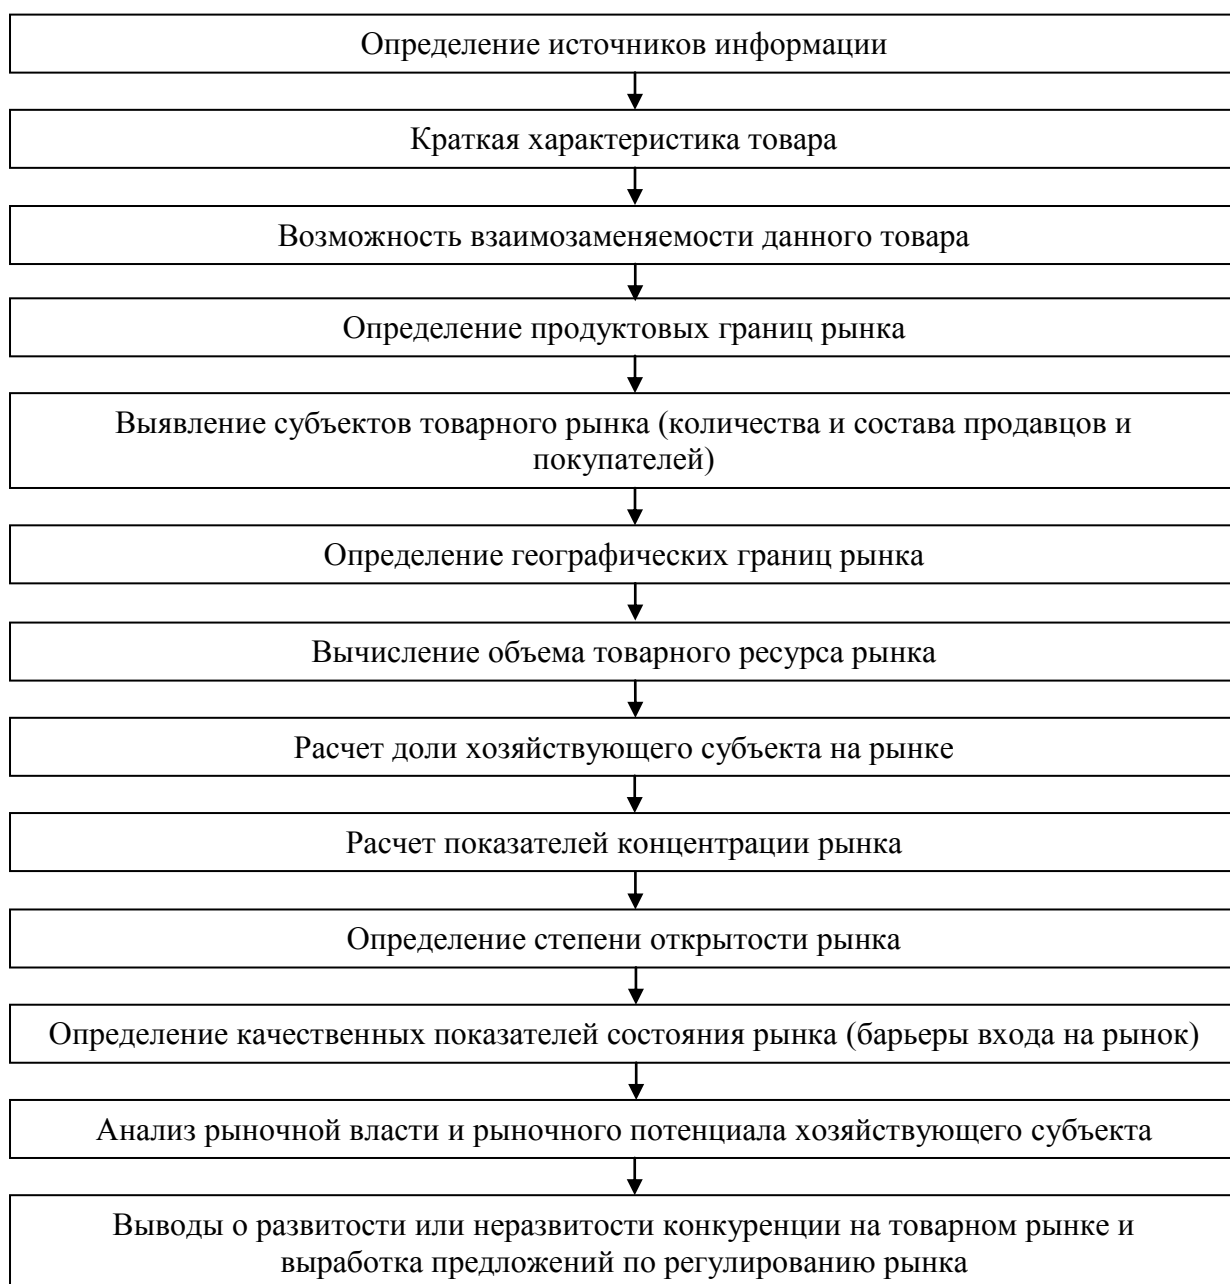 Определение источников информации
Краткая характеристика товара
Возможность взаимозаменяемости данного товара
Определение продуктовых границ рынка
Выявление субъектов товарного рынка (количества и состава продавцов и
покупателей)
Определение географических границ рынка
Вычисление объема товарного ресурса рынка
Расчет доли хозяйствующего субъекта на рынке
Расчет показателей концентрации рынка
Определение степени открытости рынка
Определение качественных показателей состояния рынка (барьеры входа на рынок)
Анализ рыночной власти и рыночного потенциала хозяйствующего субъекта
Выводы о развитости или неразвитости конкуренции на товарном рынке и
выработка предложений по регулированию рынка